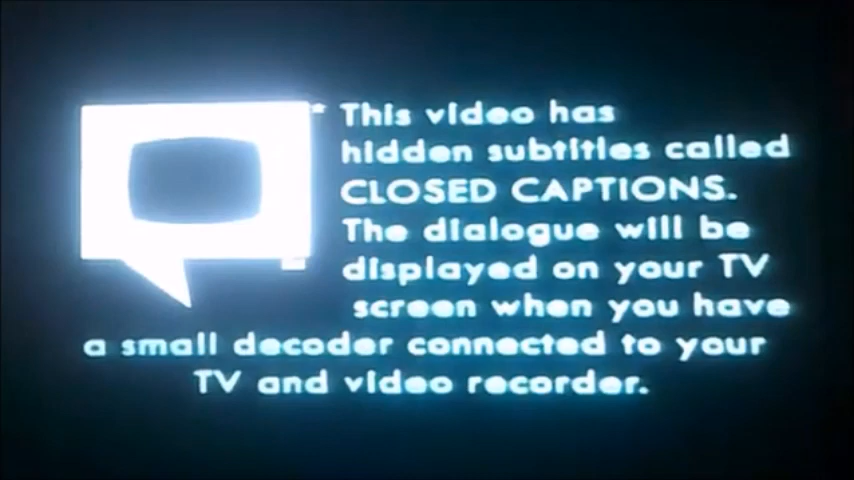 This video has
hidden subtitles called
CLOSED CAPTIONS.
The dialogue will be
displayed on your TV
screen when you have
a small decoder connected to your
TV and video recorder.